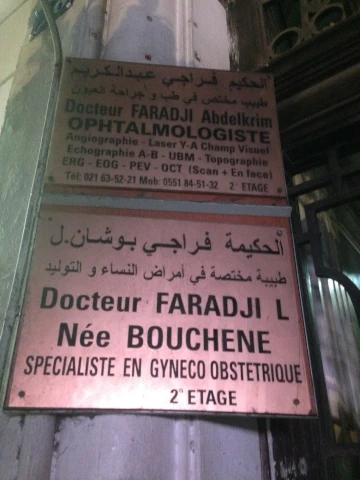 الحكيم فراجي عبدالكريم
طبيب مختص في طب و جراحة العيون
Docteur FARADJI Abdelkrim
OPHTALMOLOGISTE
Angiographie - Laser Y-A Champ Visuel
Echographie A-B - UBM - Topographie
ERG - EOG - PEV - OCT (Scan + En face)
Tél: 021 63-52-21 Mob: 0551 84-51-32 2° ETAGE
الحكيمة فراجي بوشان.ل
طبيبة مختصة في أمراض النساء و التوليد
Docteur FARADJI L
Née BOUCHENE
SPECIALISTE EN GYNECO OBSTETRIQUE
2° ETAGE